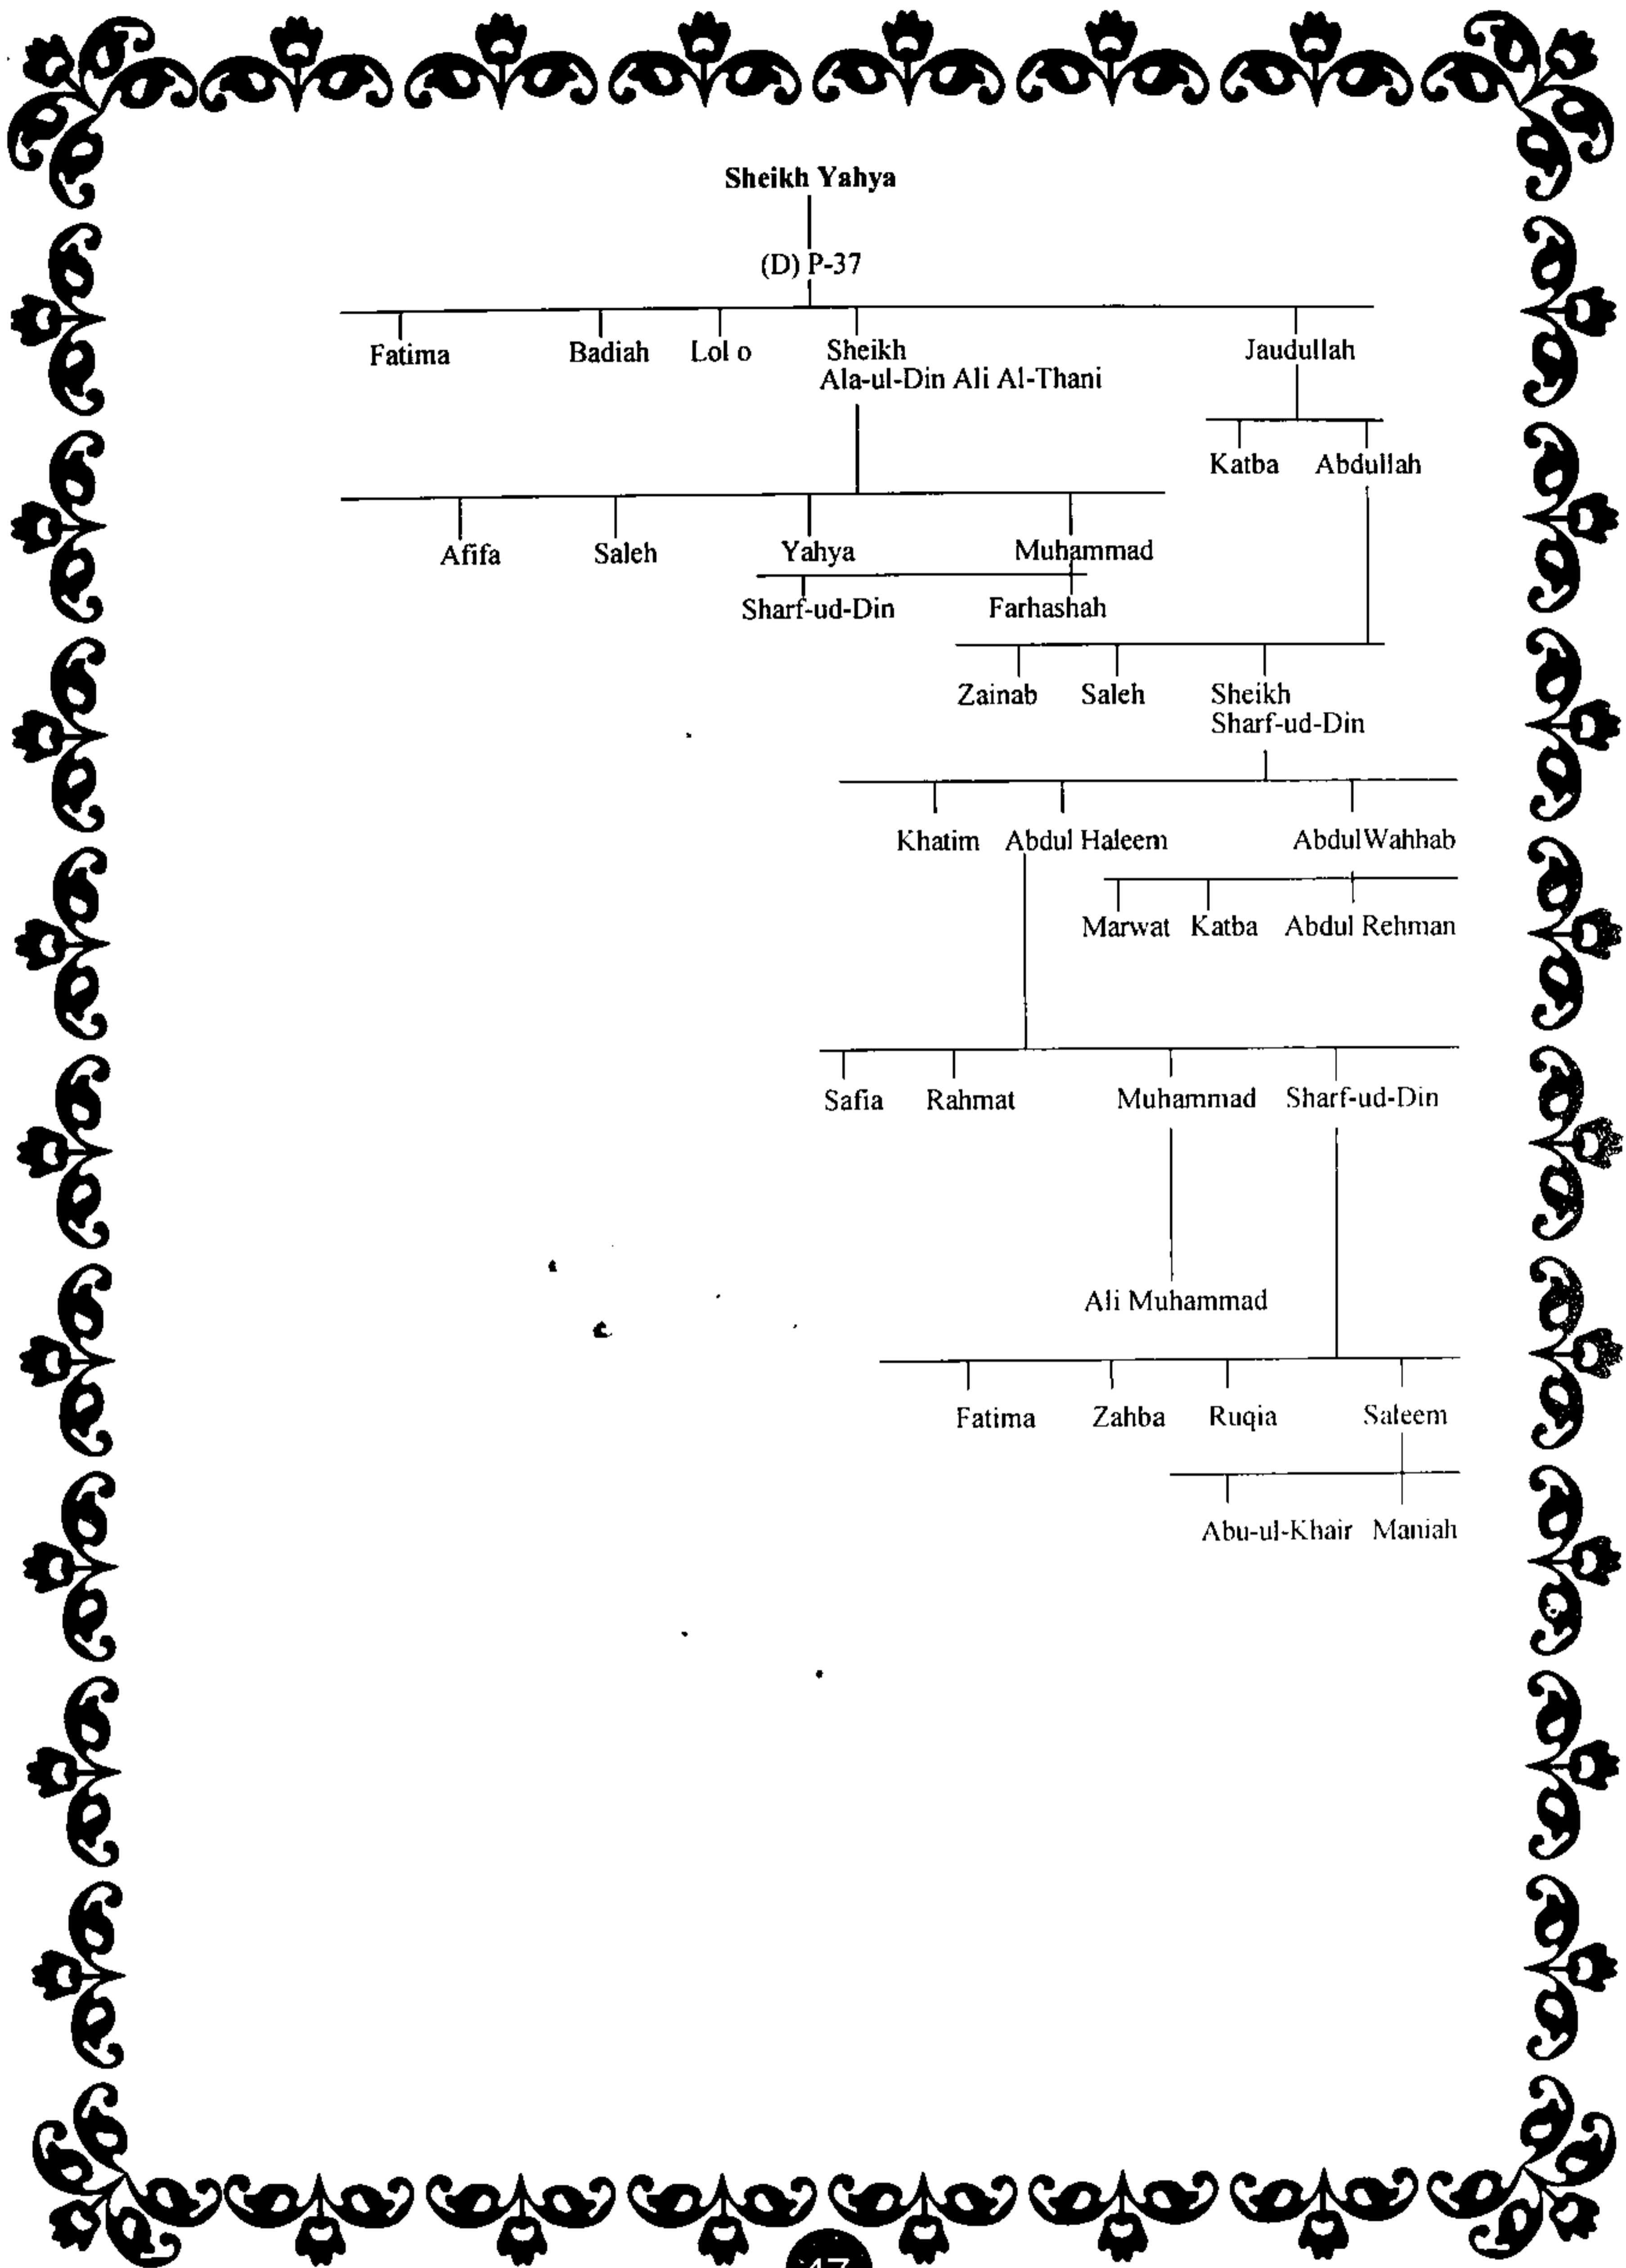 Sheikh Yahya
(D) P-37
Fatima Badiah Lol o Sheikh Jaudullah
Ala-ul-Din Ali Al-Thani
Katba Abdullah
Afifa Saleh Yahya Muhammad
Sharf-ud-Din Farhashah
Zainab Saleh Sheikh
Sharf-ud-Din
Khatim Abdul Haleem Abdul Wahhab
Marwat Katba Abdul Rehman
Safia Rahmat Muhammad Sharf-ud-Din
Ali Muhammad
Fatima Zahba Ruqia Saleem
Abu-ul-Khair Maniah